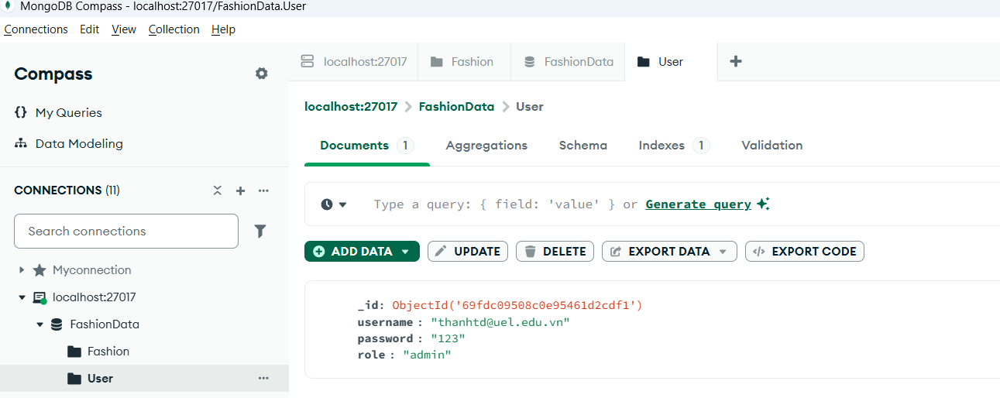 MongoDB Compass - localhost:27017/FashionData.User
Connections Edit View Collection Help
Compass
My Queries
Data Modeling
CONNECTIONS (11)
Search connections
Myconnection
localhost:27017
FashionData
Fashion
User
localhost:27017 Fashion FashionData User
localhost:27017 > FashionData > User
Documents 1 Aggregations Schema Indexes 1 Validation
Type a query: { field: 'value' } or Generate query
ADD DATA UPDATE DELETE EXPORT DATA EXPORT CODE
_id: ObjectId('69fdc09508c0e95461d2cdf1')
username : "thanhtd@uel.edu.vn"
password : "123"
role : "admin"